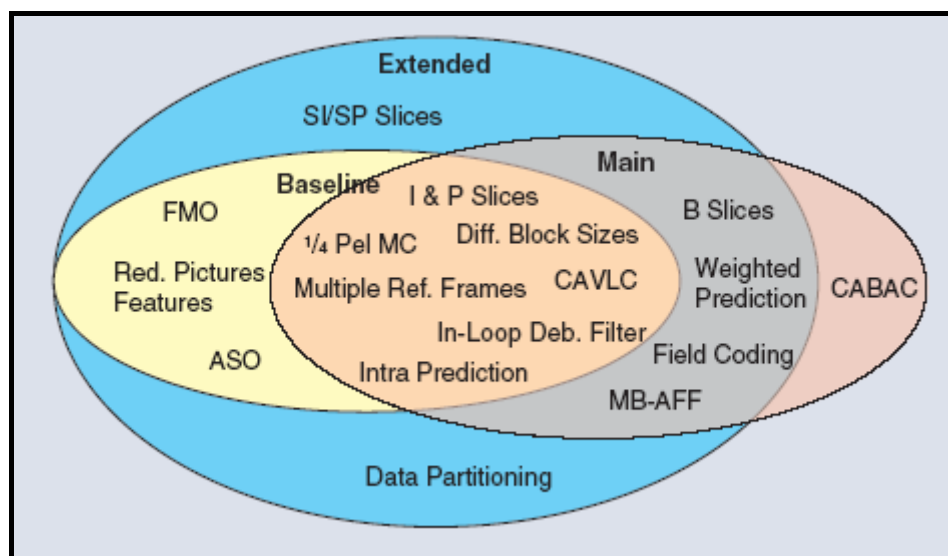 Extended
SI/SP Slices
Main
Baseline
I & P Slices
FMO
B Slices
¼ Pel MC
Diff. Block Sizes
Red. Pictures
Features
Multiple Ref. Frames
CAVLC
Weighted
Prediction
CABAC
In-Loop Deb. Filter
ASO
Intra Prediction
Field Coding
MB-AFF
Data Partitioning